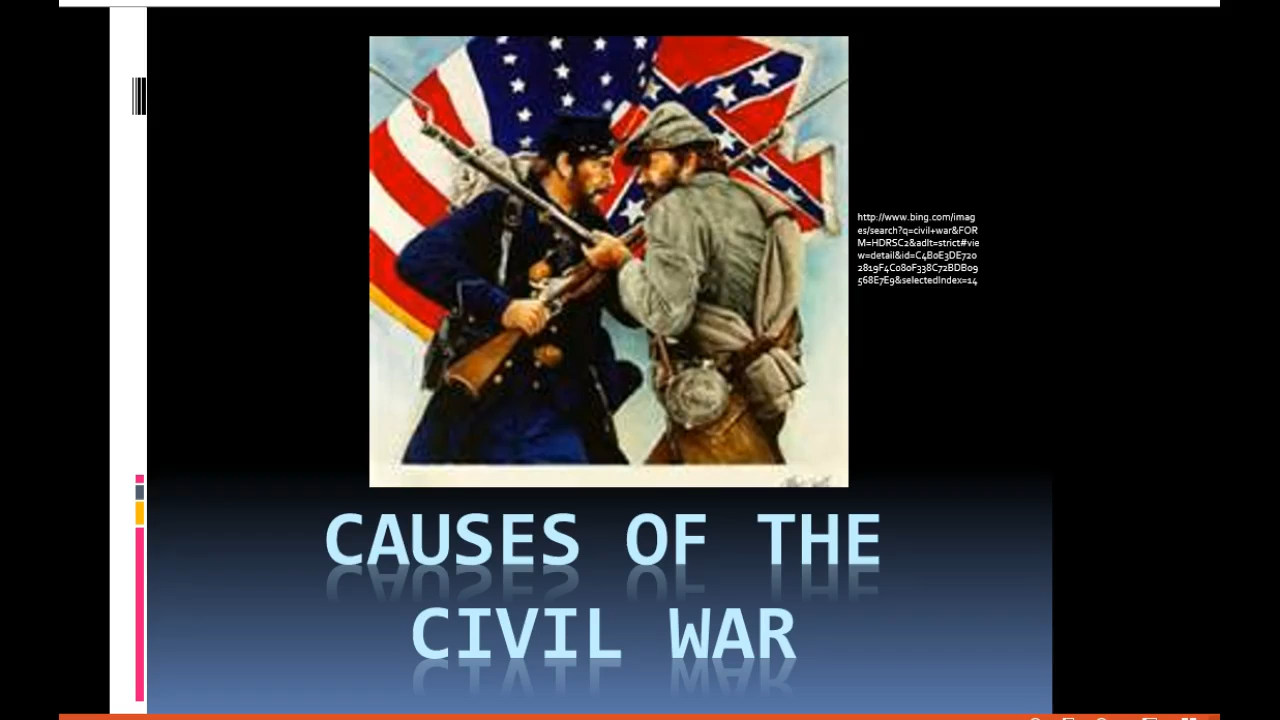 http://www.bing.com/imag
es/search?q=civil+war&FOR
M=HDRSC2&adlt=strict#vie
w=detail&id=C4B0E3DE720
2819F4C080F338C72BDB09
568E7E9&selectedIndex=14
CAUSES OF THE
CIVIL WAR